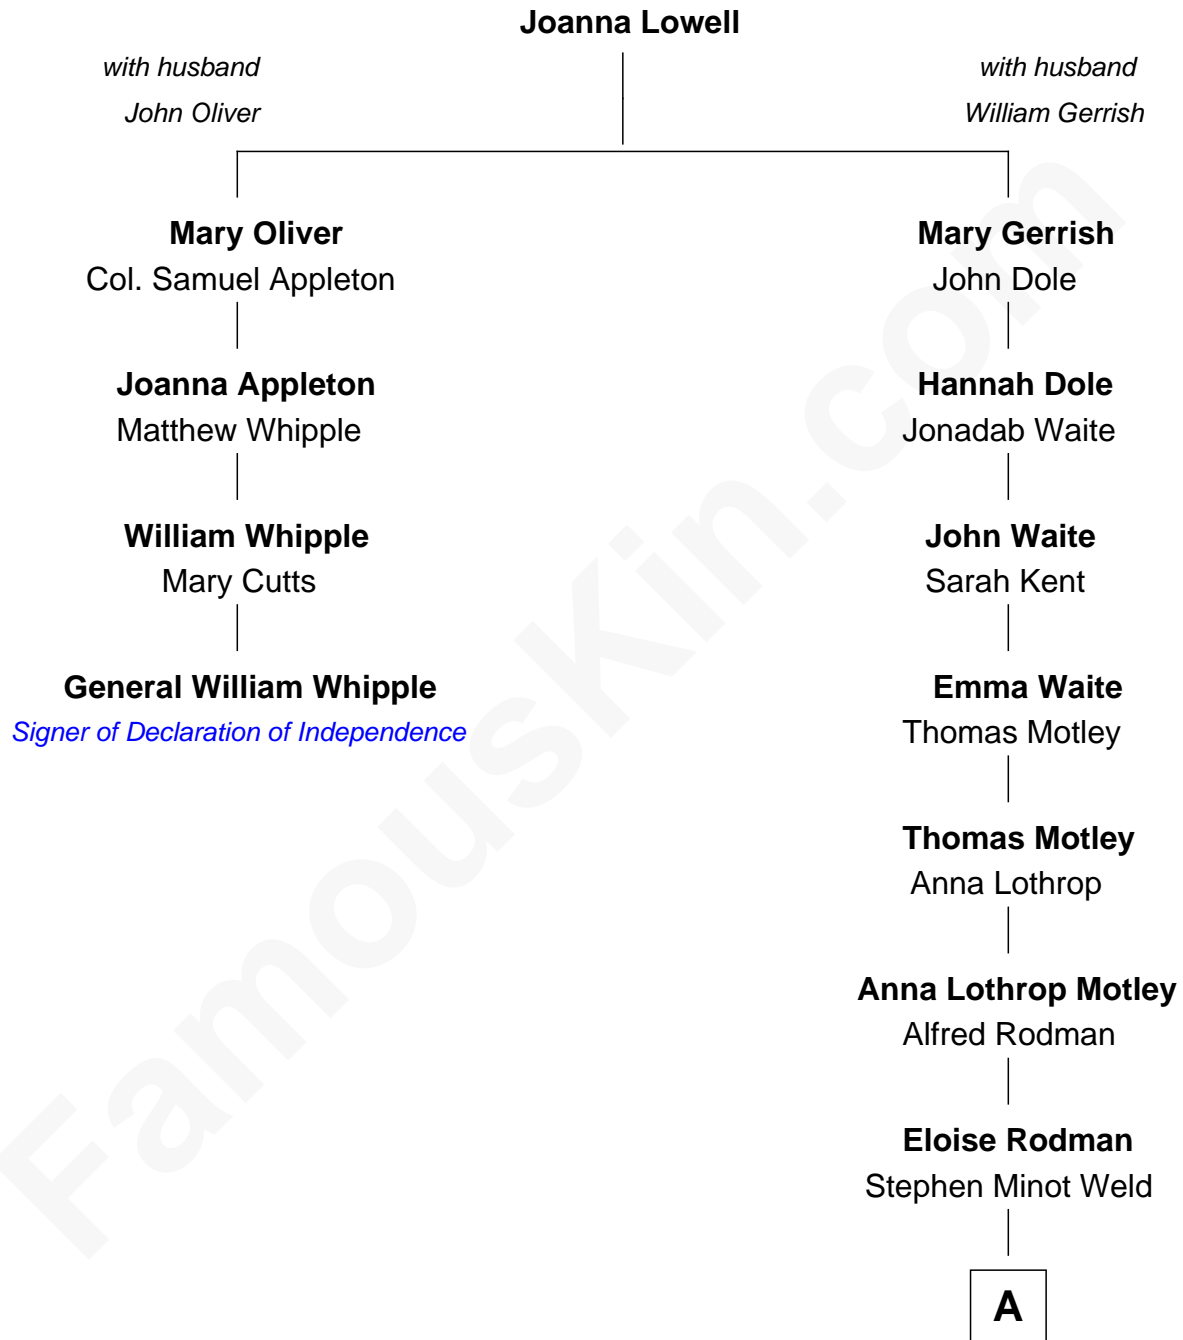 Joanna Lowell
with husband
John Oliver
with husband
William Gerrish
Mary Oliver
Col. Samuel Appleton
Joanna Appleton
Matthew Whipple
William Whipple
Mary Cutts
General William Whipple
Signer of Declaration of Independence
Mary Gerrish
John Dole
Hannah Dole
Jonadab Waite
John Waite
Sarah Kent
Emma Waite
Thomas Motley
Thomas Motley
Anna Lothrop
Anna Lothrop Motley
Alfred Rodman
Eloise Rodman
Stephen Minot Weld
A
FamousKin.com